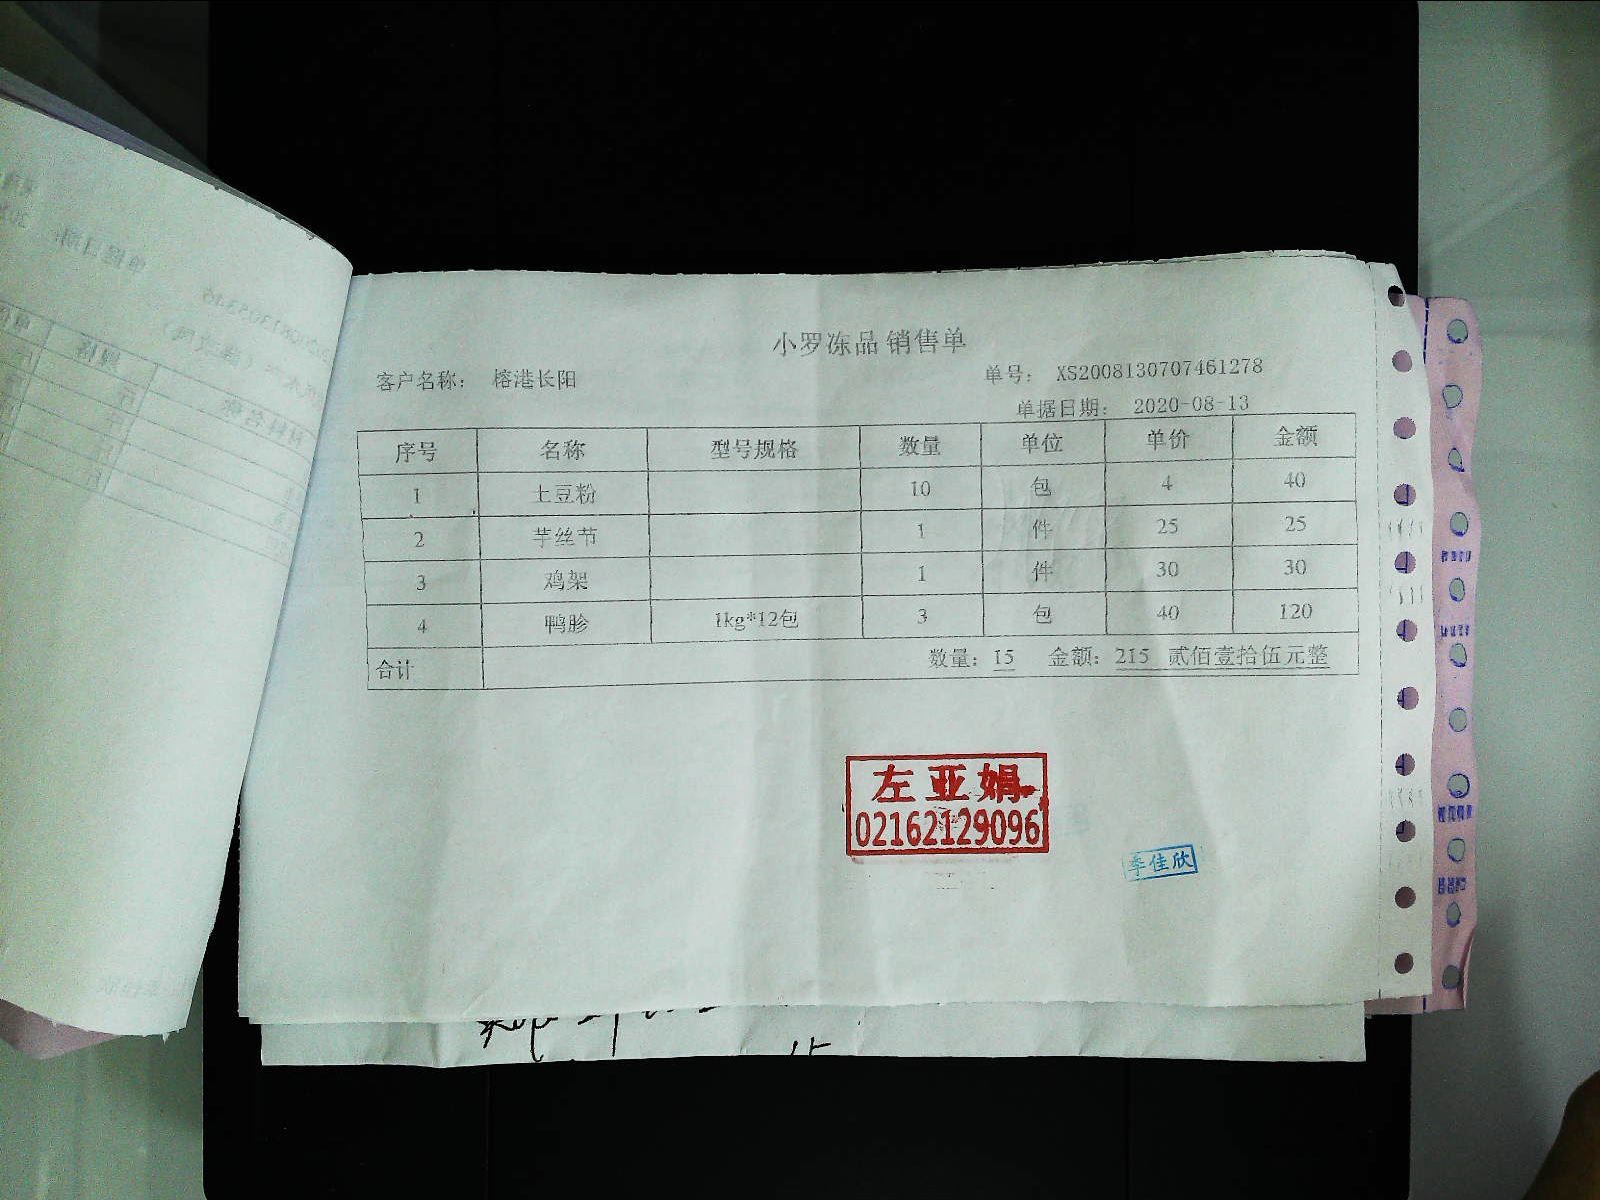 小罗冻品 销售单
客户名称： 榕港长阳 单号： XS2008130707461278
单据日期： 2020-08-13
序号 名称 型号规格 数量 单位 单价 金额
1 土豆粉 10 包 4 40
2 芋丝节 1 件 25 25
3 鸡架 1 件 30 30
4 鸭胗 1kg*12包 3 包 40 120
合计 数量：15 金额：215 贰佰壹拾伍元整
左亚娟
02162129096
李佳欣